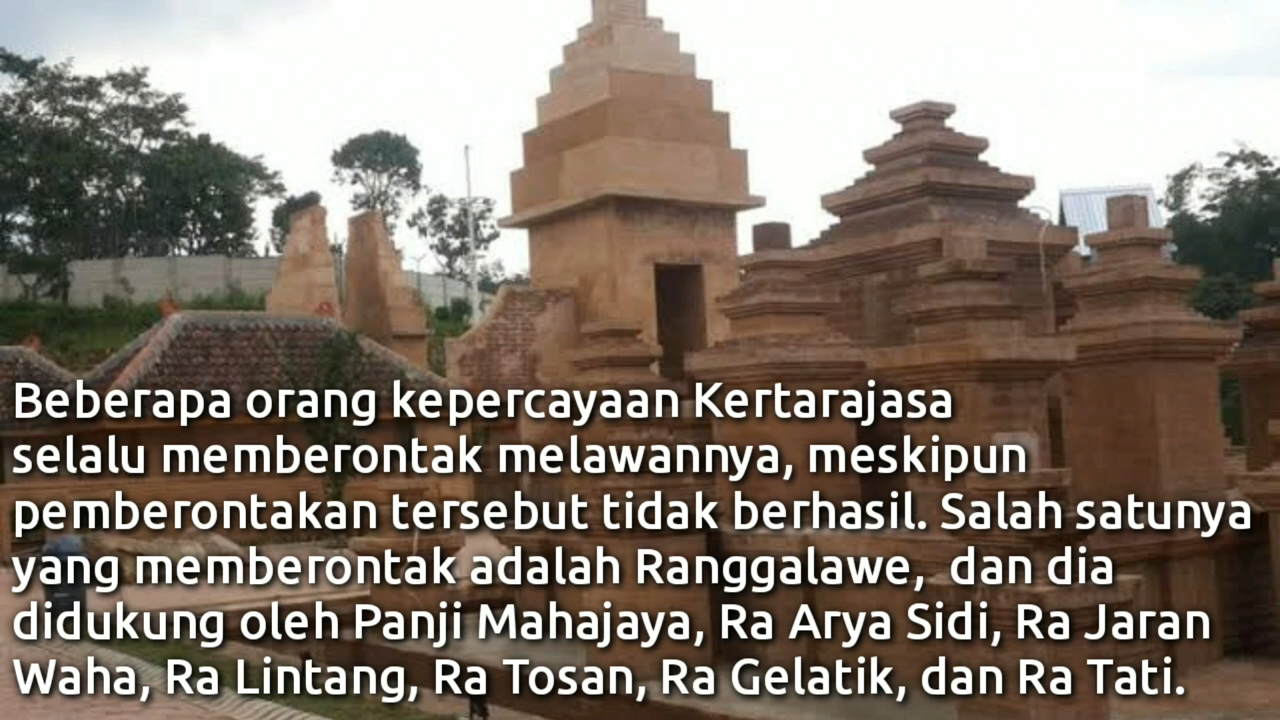 Beberapa orang kepercayaan Kertarajasa
selalu memberontak melawannya, meskipun
pemberontakan tersebut tidak berhasil. Salah satunya
yang memberontak adalah Ranggalawe,  dan dia
didukung oleh Panji Mahajaya, Ra Arya Sidi, Ra Jaran
Waha, Ra Lintang, Ra Tosan, Ra Gelatik, dan Ra Tati.